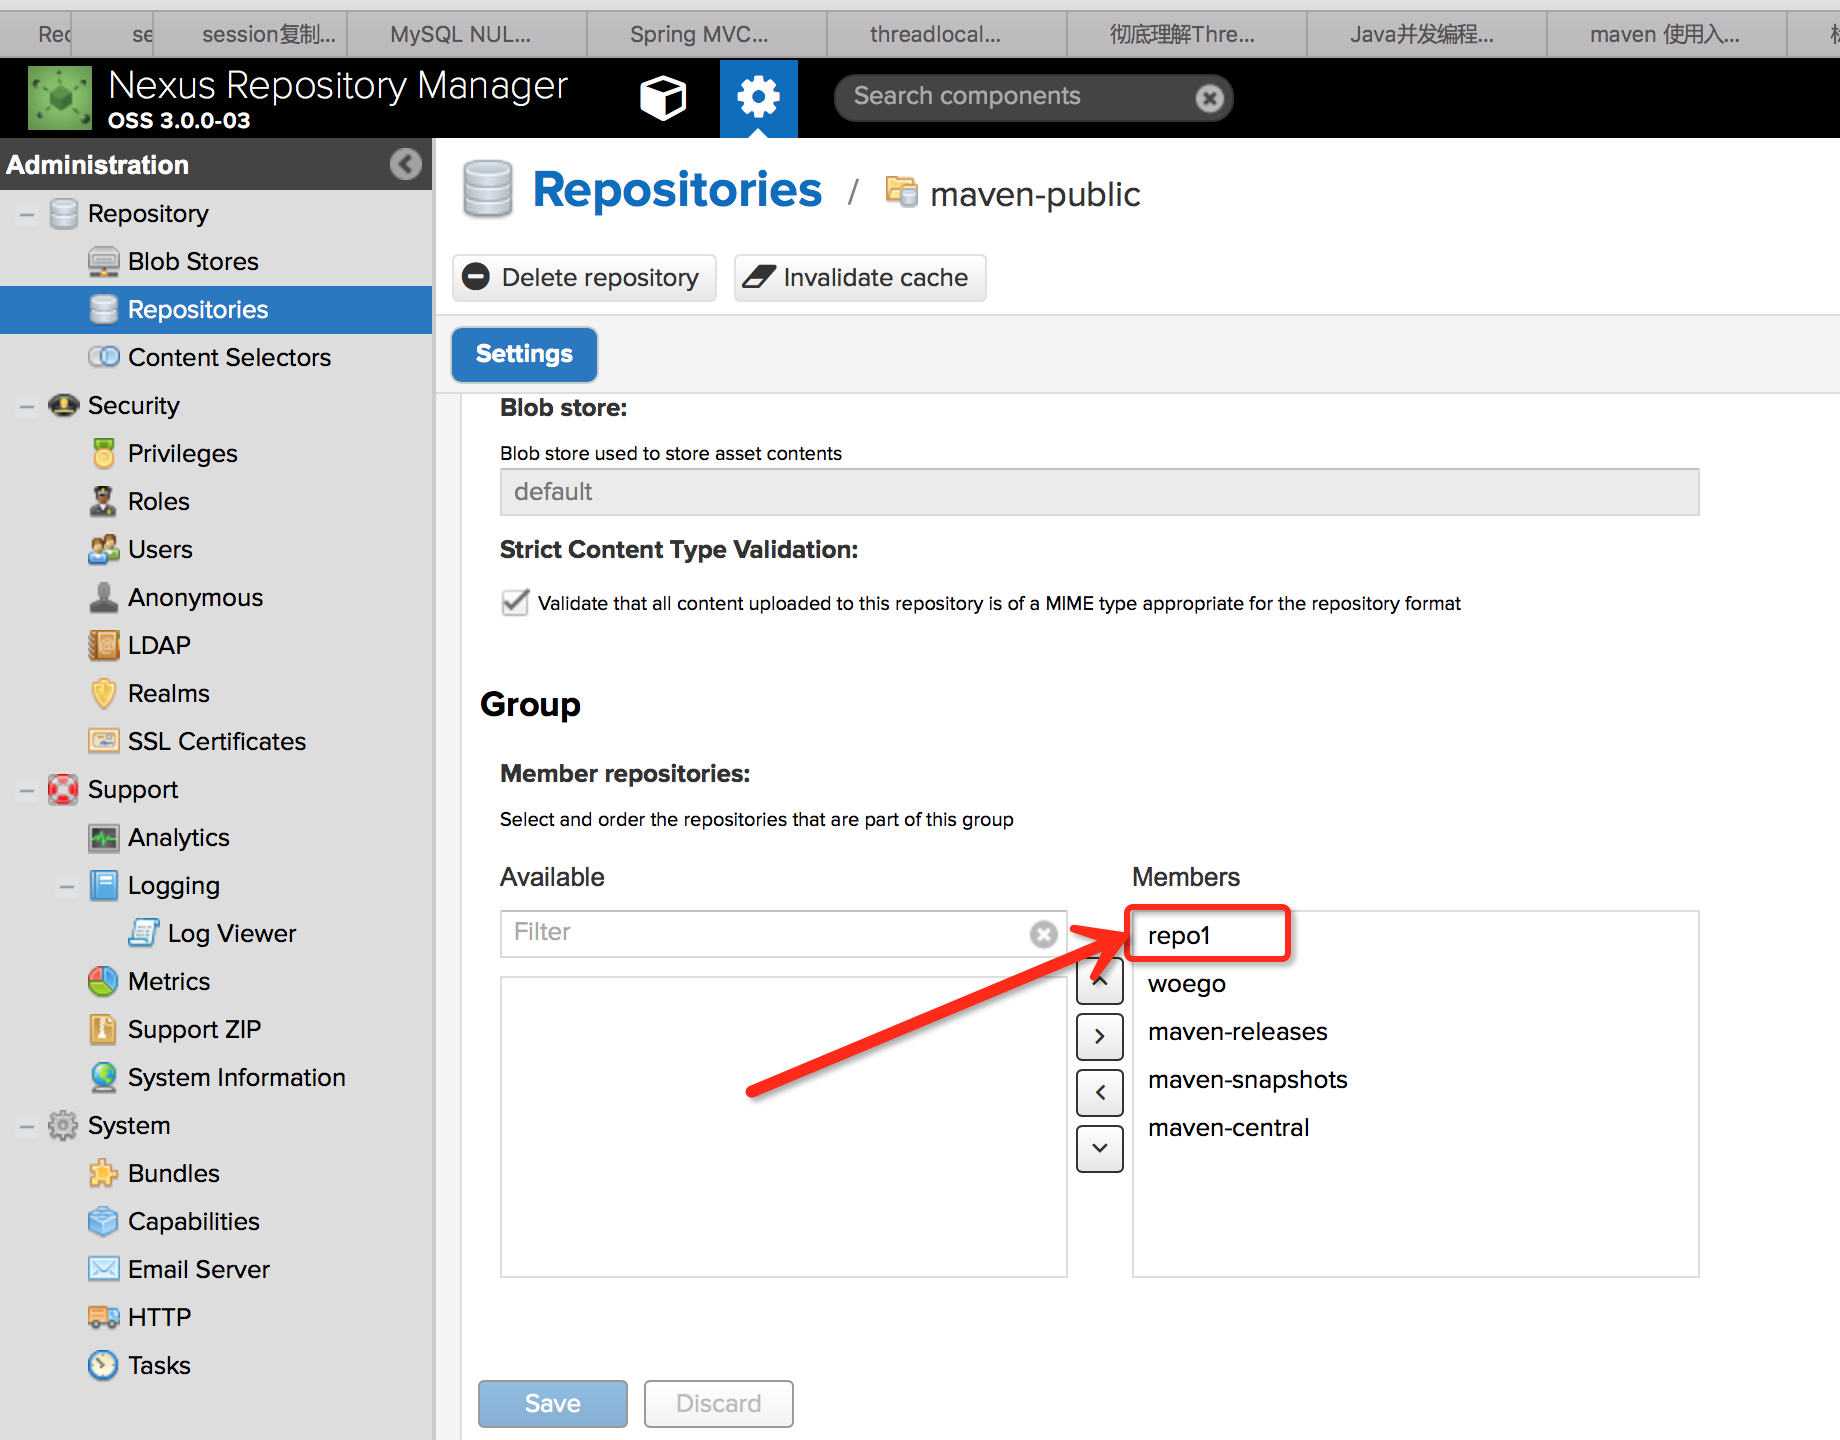 session复制...
MySQL NUL...
Spring MVC...
threadlocal...
彻底理解Thre...
Java并发编程...
maven 使用入...
Nexus Repository Manager
OSS 3.0.0-03
Search components
Administration
Repository
Blob Stores
Repositories
Content Selectors
Security
Privileges
Roles
Users
Anonymous
LDAP
Realms
SSL Certificates
Support
Analytics
Logging
Log Viewer
Metrics
Support ZIP
System Information
System
Bundles
Capabilities
Email Server
HTTP
Tasks
Repositories / maven-public
Delete repository
Invalidate cache
Settings
Blob store:
Blob store used to store asset contents
default
Strict Content Type Validation:
Validate that all content uploaded to this repository is of a MIME type appropriate for the repository format
Group
Member repositories:
Select and order the repositories that are part of this group
Available
Filter
Members
repo1
woego
maven-releases
maven-snapshots
maven-central
Save
Discard